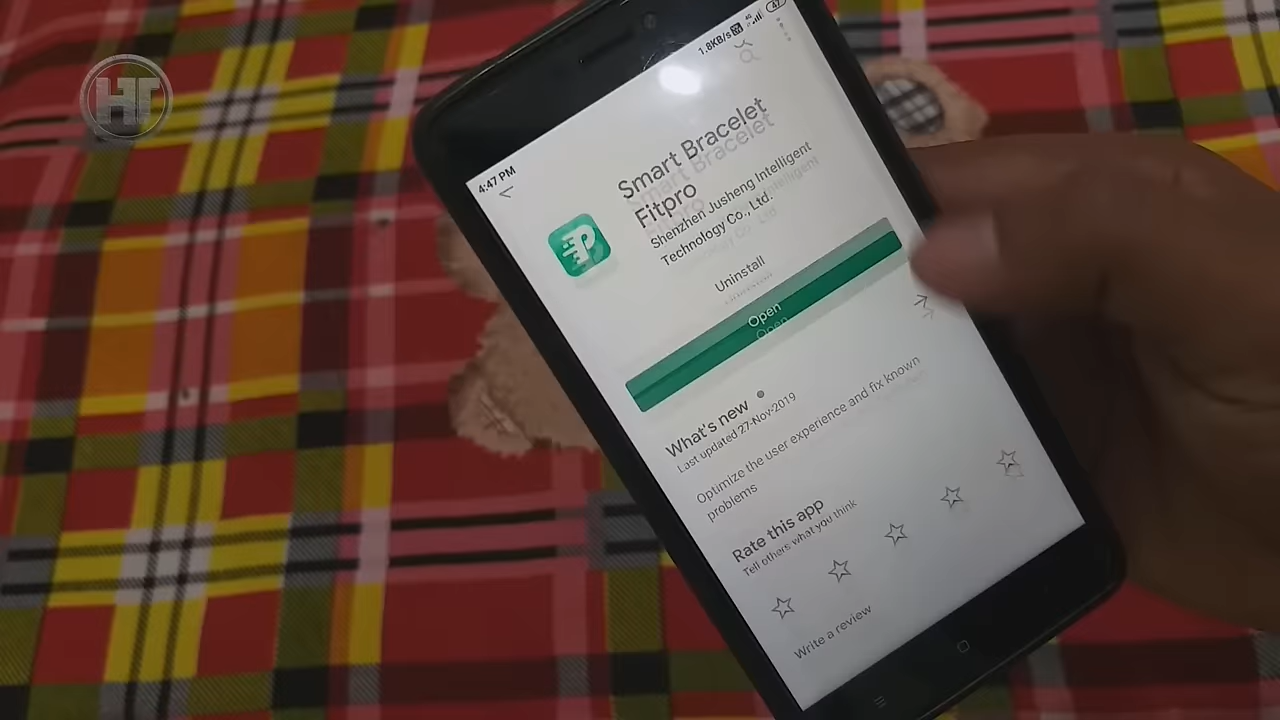 HT
4:47 PM
1.8KB/s
47
Smart Bracelet
Fitpro
Shenzhen Jusheng Intelligent
Technology Co., Ltd.
Uninstall
Open
What's new
Last updated 27-Nov-2019
Optimize the user experience and fix known
problems
Rate this app
Tell others what you think
Write a review